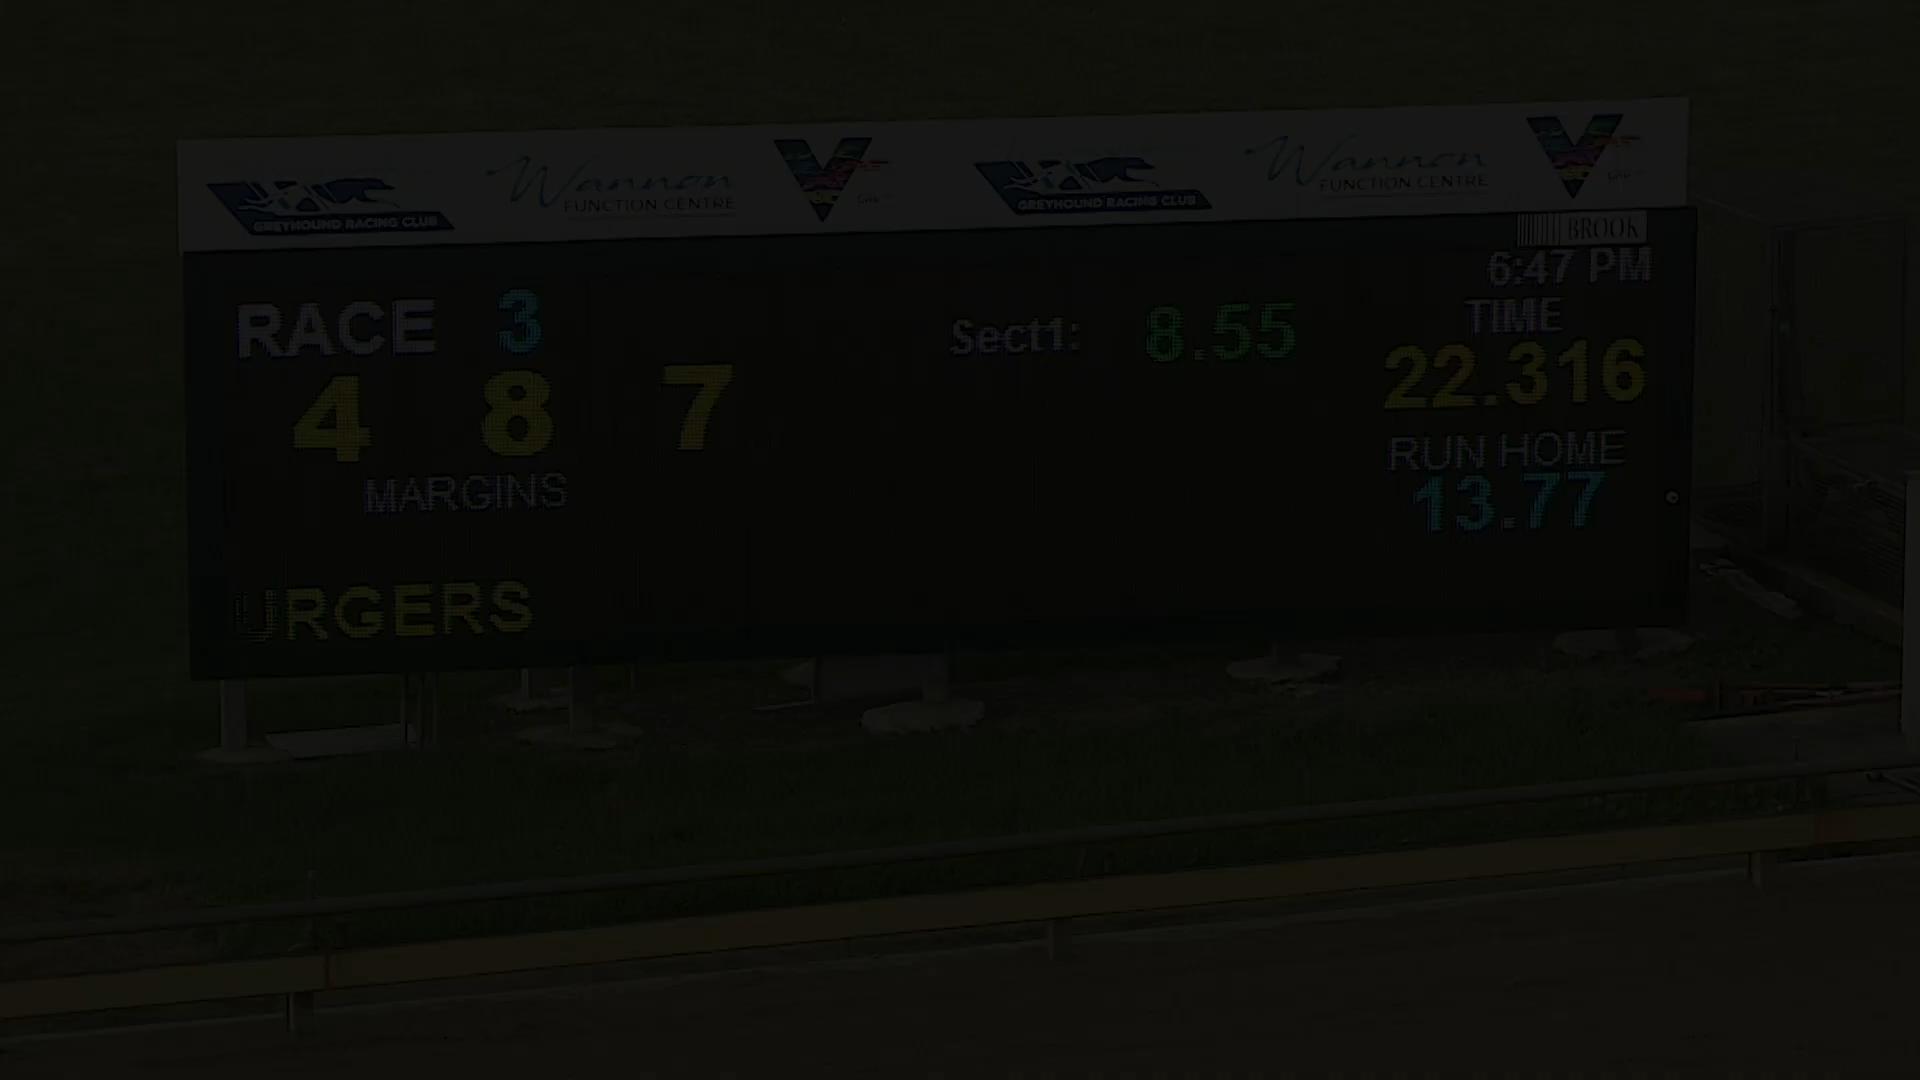 GREYHOUND RACING CLUB
Wannon
FUNCTION CENTRE
V
GREYHOUND RACING CLUB
Wannon
FUNCTION CENTRE
V
BROOK
6:47 PM
RACE 3
Sect1: 8.55
TIME
22.316
4 8 7
RUN HOME
13.77
MARGINS
URGERS